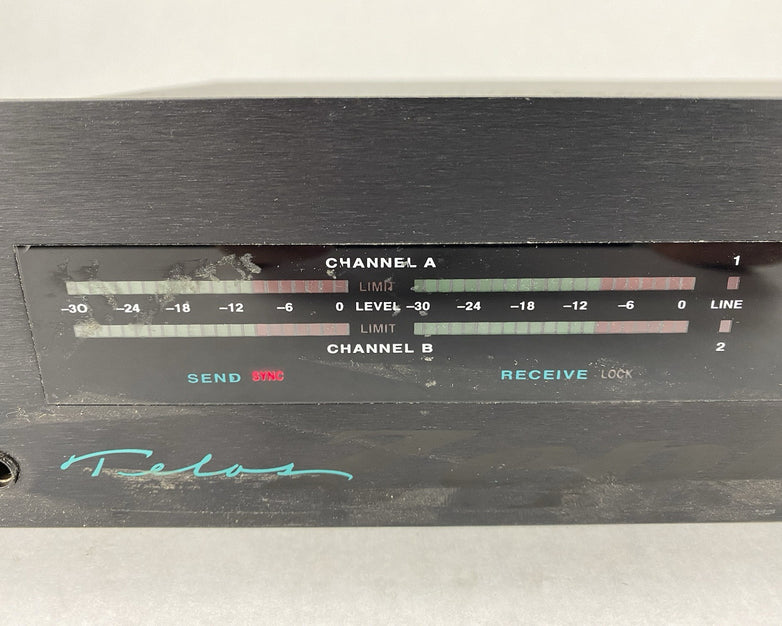 CHANNEL A 1
LIMIT
–30 –24 –18 –12 –6 0 LEVEL –30 –24 –18 –12 –6 0 LINE
LIMIT
CHANNEL B 2
SEND SYNC RECEIVE LOCK
Telos